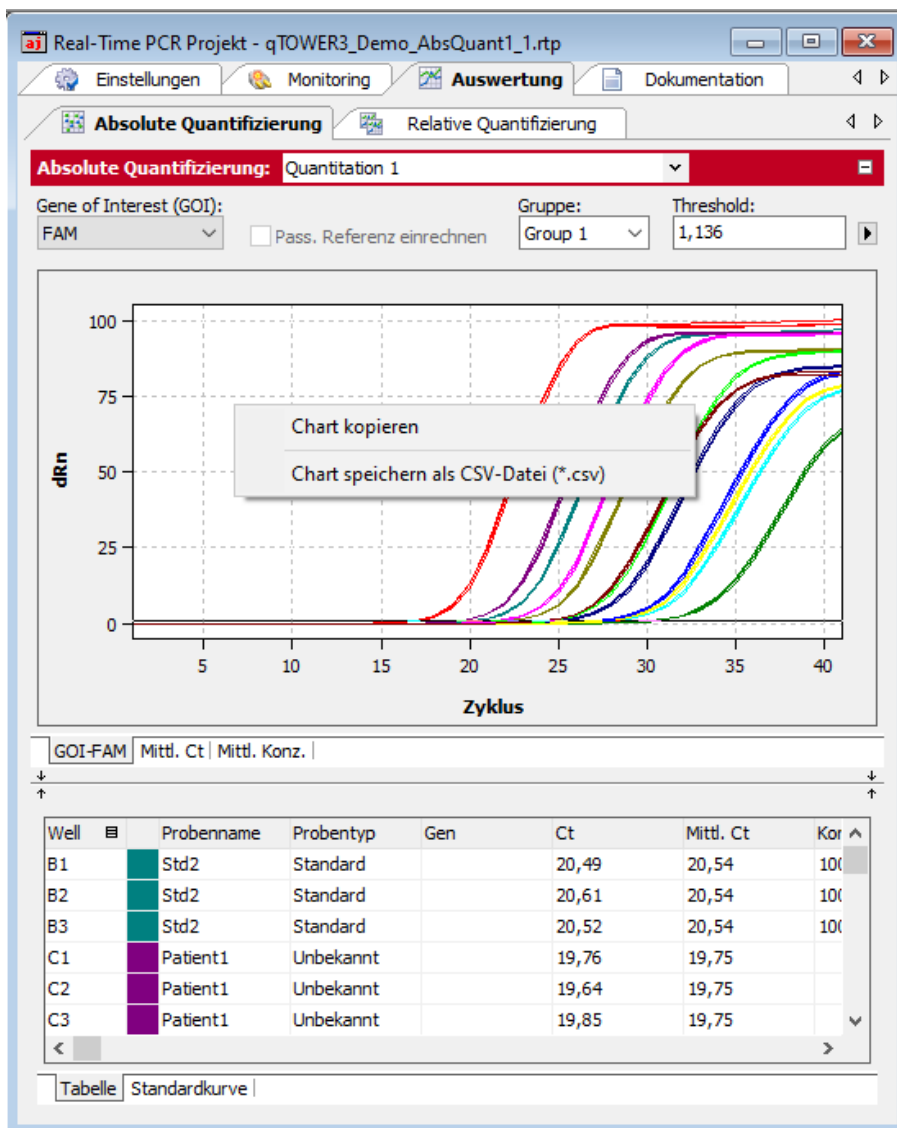 aj Real-Time PCR Projekt - qTOWER3_Demo_AbsQuant1_1.rtp
Einstellungen Monitoring Auswertung Dokumentation
Absolute Quantifizierung Relative Quantifizierung
Absolute Quantifizierung: Quantitation 1
Gene of Interest (GOI): Gruppe: Threshold:
FAM Pass. Referenz einrechnen Group 1 1,136
100
75
Chart kopieren
dRn
50
Chart speichern als CSV-Datei (*.csv)
25
0
5 10 15 20 25 30 35 40
Zyklus
GOI-FAM Mittl. Ct Mittl. Konz.
Well Probenname Probentyp Gen Ct Mittl. Ct Kor
B1 Std2 Standard 20,49 20,54 100
B2 Std2 Standard 20,61 20,54 100
B3 Std2 Standard 20,52 20,54 100
C1 Patient1 Unbekannt 19,76 19,75
C2 Patient1 Unbekannt 19,64 19,75
C3 Patient1 Unbekannt 19,85 19,75
Tabelle Standardkurve